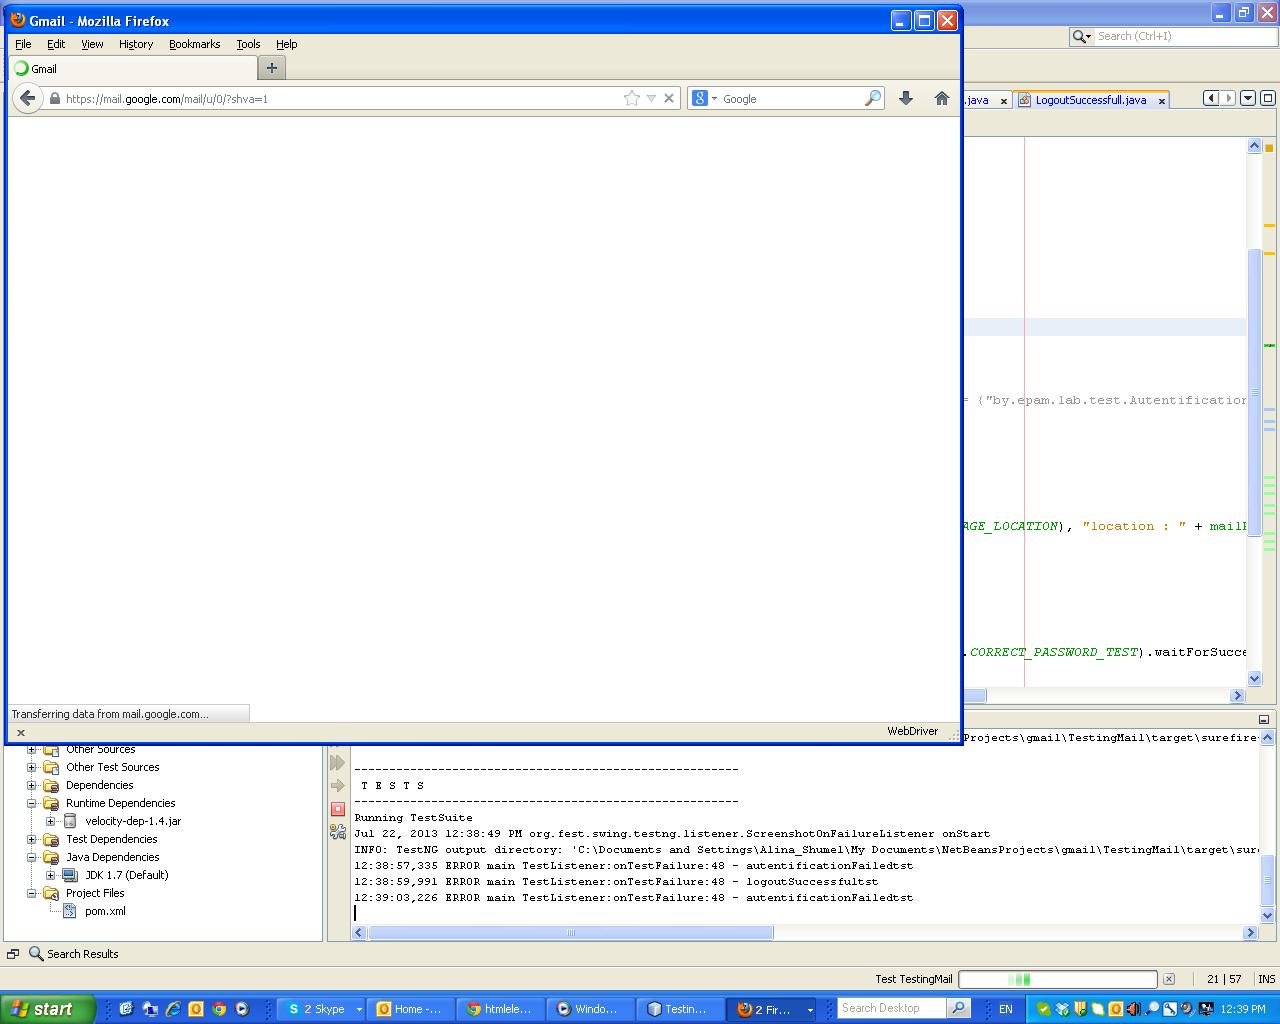 Gmail - Mozilla Firefox
File Edit View History Bookmarks Tools Help
Search (Ctrl+I)
Gmail
https://mail.google.com/mail/u/0/?shva=1
Google
.java
LogoutSuccessfull.java
= {"by.epam.lab.test.Autentification
AGE_LOCATION), "location : " + mail
.CORRECT_PASSWORD_TEST).waitForSucce
Transferring data from mail.google.com...
WebDriver
Projects\gmail\TestingMail\target\surefire-
Other Sources
Other Test Sources
Dependencies
Runtime Dependencies
velocity-dep-1.4.jar
Test Dependencies
Java Dependencies
JDK 1.7 (Default)
Project Files
pom.xml
-------------------------------------------------------
T E S T S
-------------------------------------------------------
Running TestSuite
Jul 22, 2013 12:38:49 PM org.fest.swing.testng.listener.ScreenshotOnFailureListener onStart
INFO: TestNG output directory: 'C:\Documents and Settings\Alina_Shumel\My Documents\NetBeansProjects\gmail\TestingMail\target\sure
12:38:57,335 ERROR main TestListener:onTestFailure:48 - autentificationFailedtst
12:38:59,991 ERROR main TestListener:onTestFailure:48 - logoutSuccessfultst
12:39:03,226 ERROR main TestListener:onTestFailure:48 - autentificationFailedtst
Search Results
Test TestingMail
21 | 57
INS
start
2 Skype
Home -...
htmlele...
Windo...
Testin...
2 Fir...
Search Desktop
EN
12:39 PM